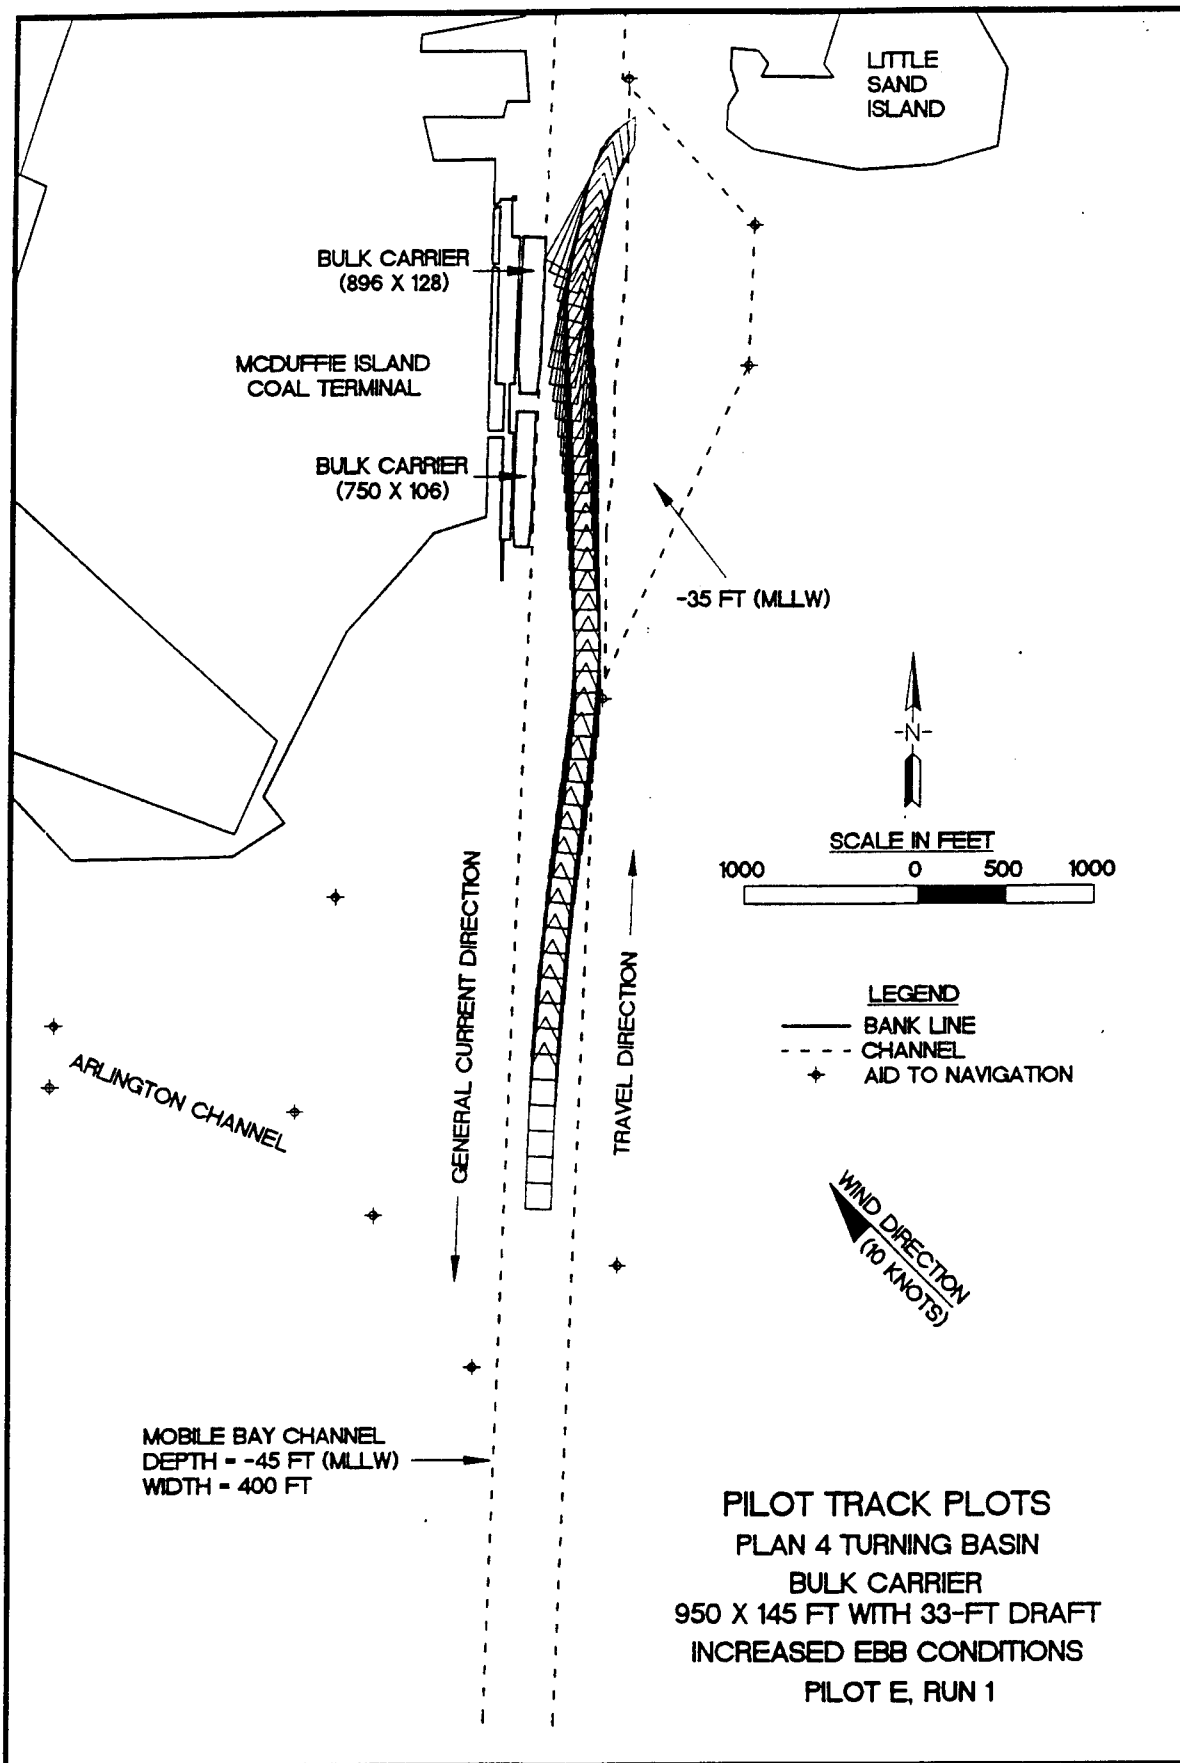 LITTLE
SAND
ISLAND
BULK CARRIER
(896 X 128)
MCDUFFIE ISLAND
COAL TERMINAL
BULK CARRIER
(750 X 106)
-35 FT (MLLW)
-N-
SCALE IN FEET
1000 0 500 1000
GENERAL CURRENT DIRECTION
TRAVEL DIRECTION
LEGEND
BANK LINE
CHANNEL
AID TO NAVIGATION
ARLINGTON CHANNEL
WIND DIRECTION
(10 KNOTS)
MOBILE BAY CHANNEL
DEPTH = -45 FT (MLLW)
WIDTH = 400 FT
PILOT TRACK PLOTS
PLAN 4 TURNING BASIN
BULK CARRIER
950 X 145 FT WITH 33-FT DRAFT
INCREASED EBB CONDITIONS
PILOT E, RUN 1